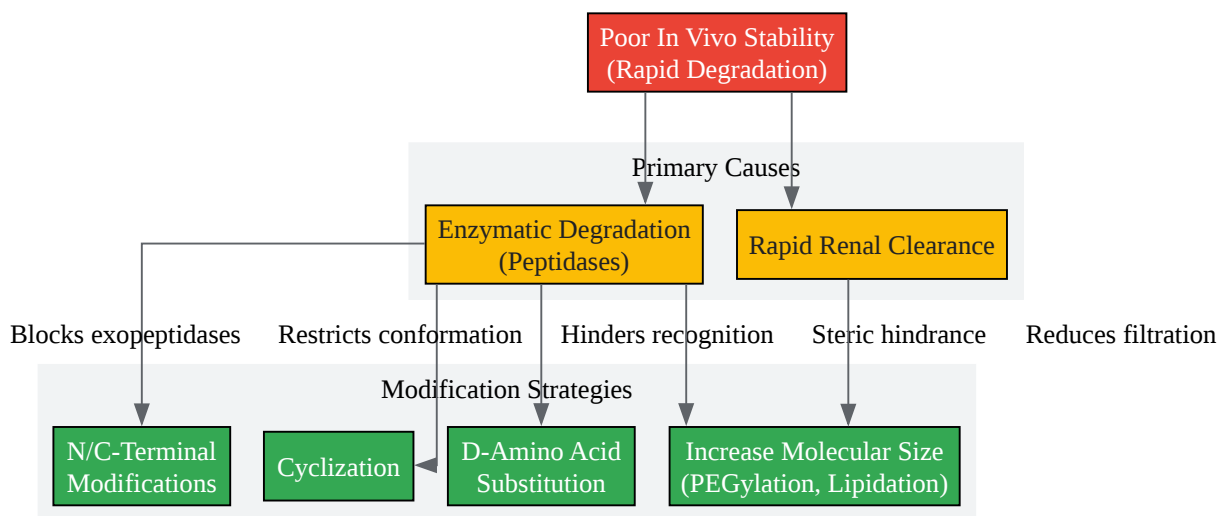 Poor In Vivo Stability
(Rapid Degradation)
Primary Causes
Enzymatic Degradation
(Peptidases)
Rapid Renal Clearance
Blocks exopeptidases
Restricts conformation
Hinders recognition
Steric hindrance
Reduces filtration
Modification Strategies
N/C-Terminal
Modifications
Cyclization
D-Amino Acid
Substitution
Increase Molecular Size
(PEGylation, Lipidation)